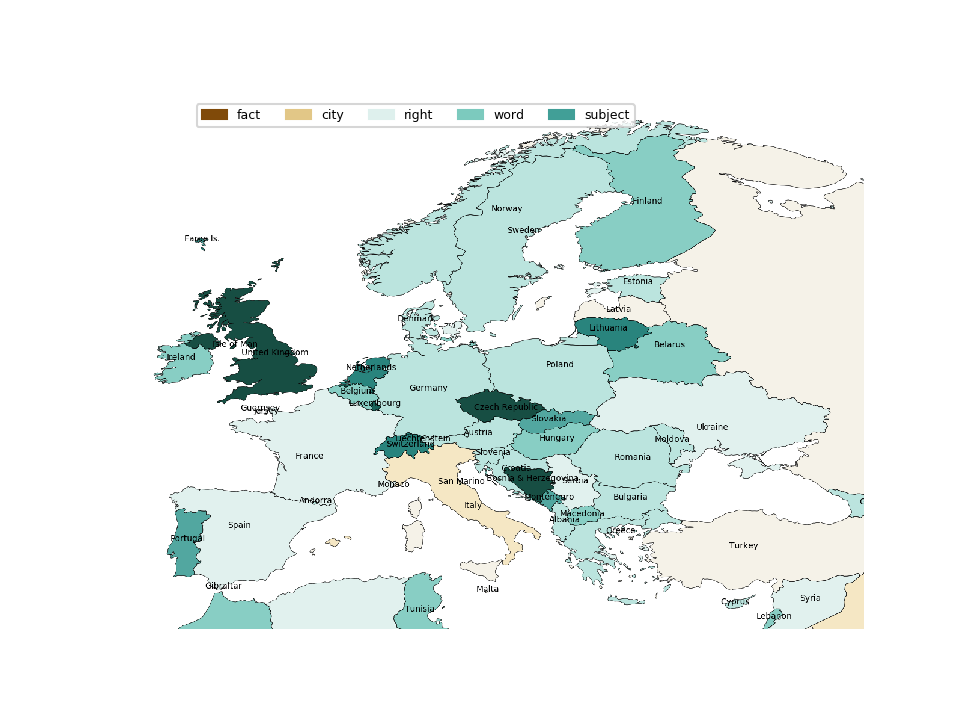 fact city right word subject
Norway
Finland
Sweden
Faroe Is.
Estonia
Latvia
Denmark
Lithuania
Isle of Man
Belarus
United Kingdom
Ireland
Netherlands
Poland
Germany
Belgium
Luxembourg
Czech Republic
Guernsey
Jersey
Slovakia
Ukraine
Austria
Liechtenstein
Hungary
Moldova
Switzerland
Slovenia
France
Romania
Croatia
Bosnia & Herzegovina
San Marino
Serbia
Monaco
Montenegro
Bulgaria
Andorra
Italy
Macedonia
Albania
Spain
Greece
Portugal
Turkey
Gibraltar
Malta
Syria
Cyprus
Tunisia
Lebanon